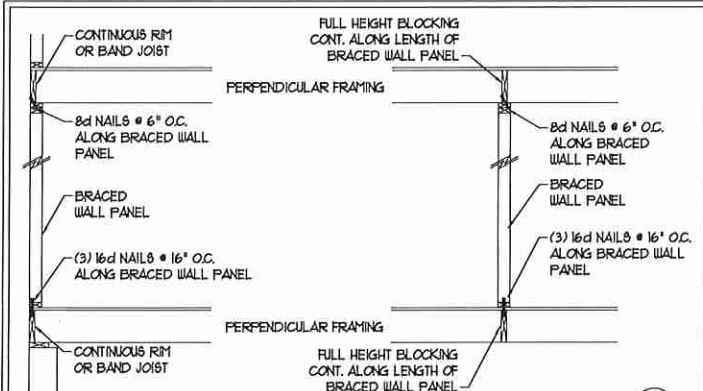 CONTINUOUS RIM
OR BAND JOIST
PERPENDICULAR FRAMING
8d NAILS @ 6" O.C.
ALONG BRACED WALL
PANEL
BRACED
WALL PANEL
(3) 16d NAILS @ 16" O.C.
ALONG BRACED WALL PANEL
PERPENDICULAR FRAMING
CONTINUOUS RIM
OR BAND JOIST
FULL HEIGHT BLOCKING
CONT. ALONG LENGTH OF
BRACED WALL PANEL
8d NAILS @ 6" O.C.
ALONG BRACED
WALL PANEL
BRACED
WALL PANEL
(3) 16d NAILS @ 16" O.C.
ALONG BRACED WALL
PANEL
FULL HEIGHT BLOCKING
CONT. ALONG LENGTH OF
BRACED WALL PANEL